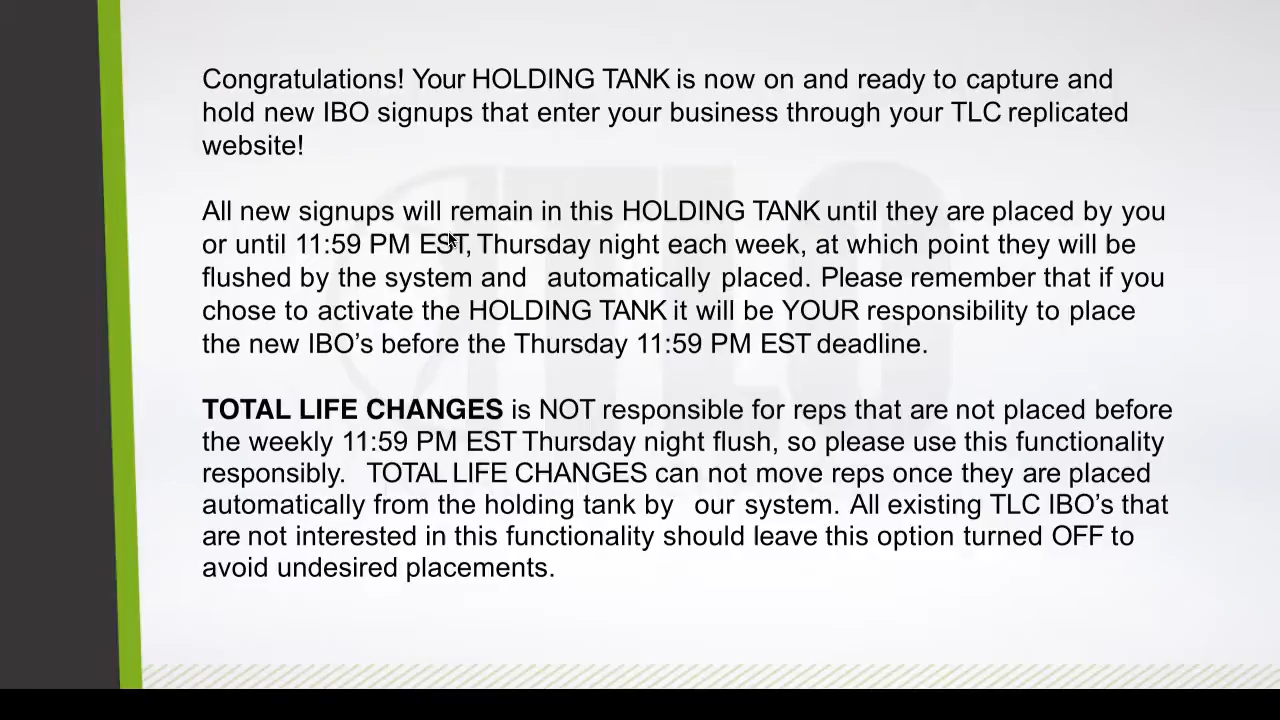 Congratulations! Your HOLDING TANK is now on and ready to capture and
hold new IBO signups that enter your business through your TLC replicated
website!
All new signups will remain in this HOLDING TANK until they are placed by you
or until 11:59 PM EST, Thursday night each week, at which point they will be
flushed by the system and automatically placed. Please remember that if you
chose to activate the HOLDING TANK it will be YOUR responsibility to place
the new IBO’s before the Thursday 11:59 PM EST deadline.
TOTAL LIFE CHANGES is NOT responsible for reps that are not placed before
the weekly 11:59 PM EST Thursday night flush, so please use this functionality
responsibly. TOTAL LIFE CHANGES can not move reps once they are placed
automatically from the holding tank by our system. All existing TLC IBO’s that
are not interested in this functionality should leave this option turned OFF to
avoid undesired placements.
TLC